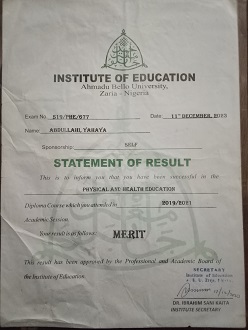 INSTITUTE OF EDUCATION
Ahmadu Bello University,
Zaria - Nigeria
Exam No. S19/PHE/677 Date: 11th DECEMBER, 2023
Name: ABDULLAHI, YAHAYA
Sponsorship: SELF
STATEMENT OF RESULT
This is to inform you that you have been successful in the
PHYSICAL AND HEALTH EDUCATION
Diploma Course which you attended in 2019/2021
Academic Session.
Your result is as follows: MERIT
This result has been approved by the Professional and Academic Board of
the Institute of Education.
SECRETARY
Institute of Education
A. B. U., Zaria
DR. IBRAHIM SANI KAITA
INSTITUTE SECRETARY